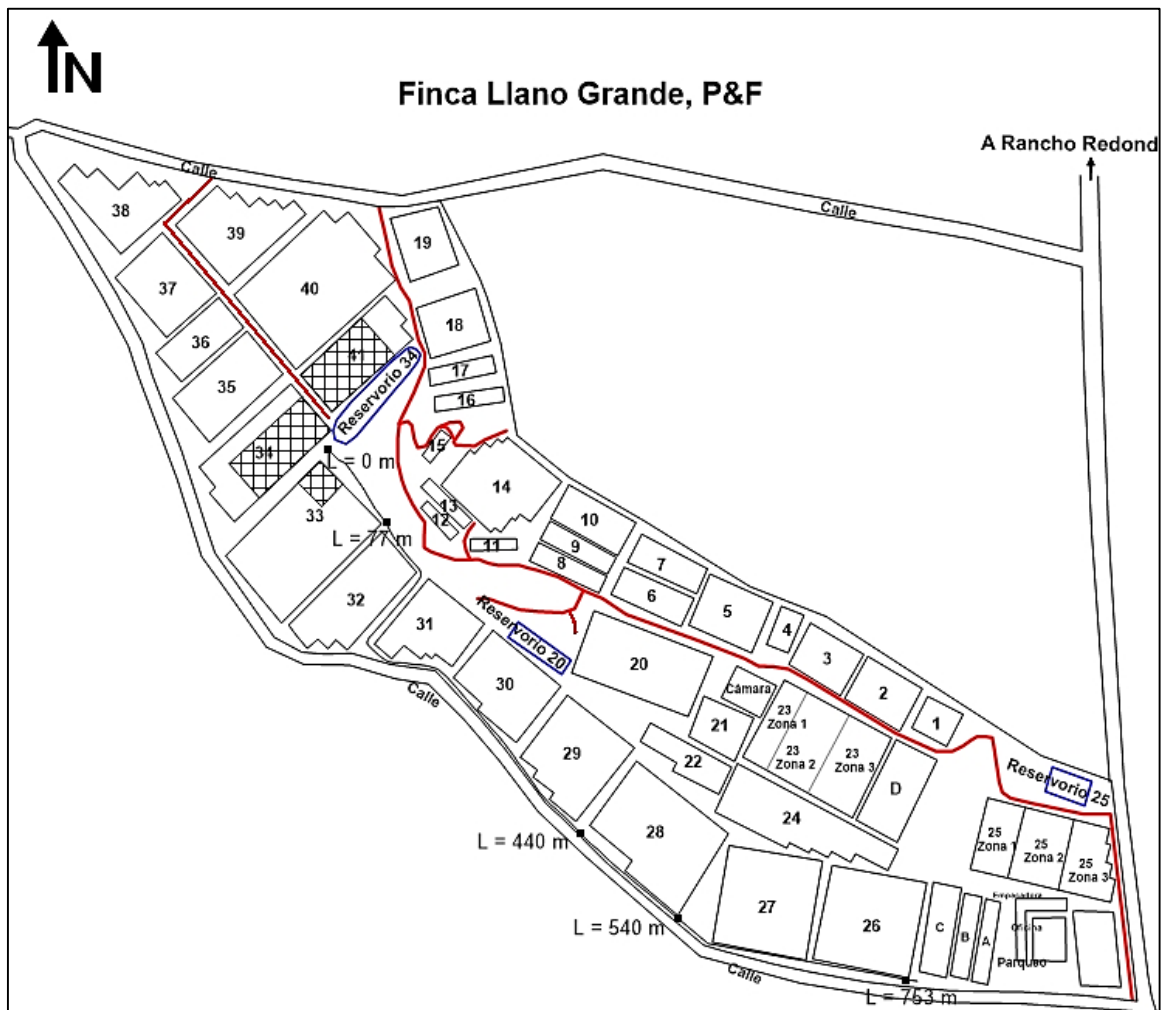 N
Finca Llano Grande, P&F
A Rancho Redond
Calle
Calle
38
39
19
37
40
18
36
41
Reservorio 34
17
35
16
15
34
L = 0 m
14
33
13
12
10
L = 77 m
11
9
8
7
6
32
5
31
Reservorio 20
4
20
3
30
Cámara
2
Calle
21
23
Zona 1
1
29
22
23
Zona 2
23
Zona 3
Reservorio 25
D
24
28
L = 440 m
25
Zona 1
25
Zona 2
25
Zona 3
27
26
Empacadora
C
B
A
Oficina
L = 540 m
Parqueo
Calle
L = 753 m